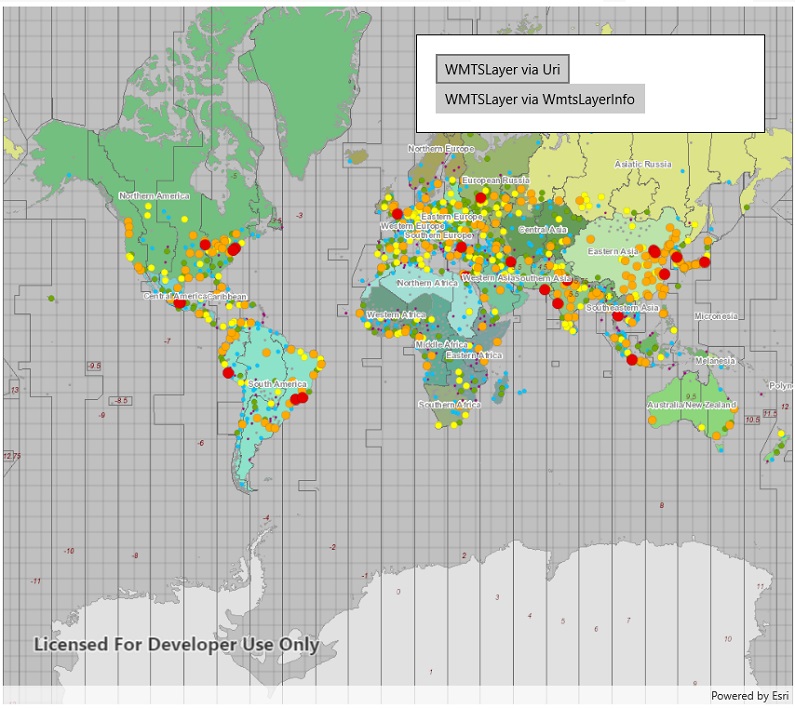 WMTSLayer via Uri
WMTSLayer via WmtsLayerInfo
Northern Europe
Asiatic Russia
European Russia
Northern America
-3
Eastern Europe
Western Europe
Southern Europe
Central Asia
Eastern Asia
Northern Africa
Western Asia
Southern Asia
Central America
Caribbean
Western Africa
Southeastern Asia
Micronesia
-7
Middle Africa
Eastern Africa
Melanesia
-9.5
South America
Polyn
13
-8.5
9.5
-9
Southern Africa
Australia/New Zealand
12
11.5
10.5
-6
12.75
8
-4
-2
-10
-8
2
-11
-1
0
3
4
5
6
7
10
11
1
9
Licensed For Developer Use Only
Powered by Esri